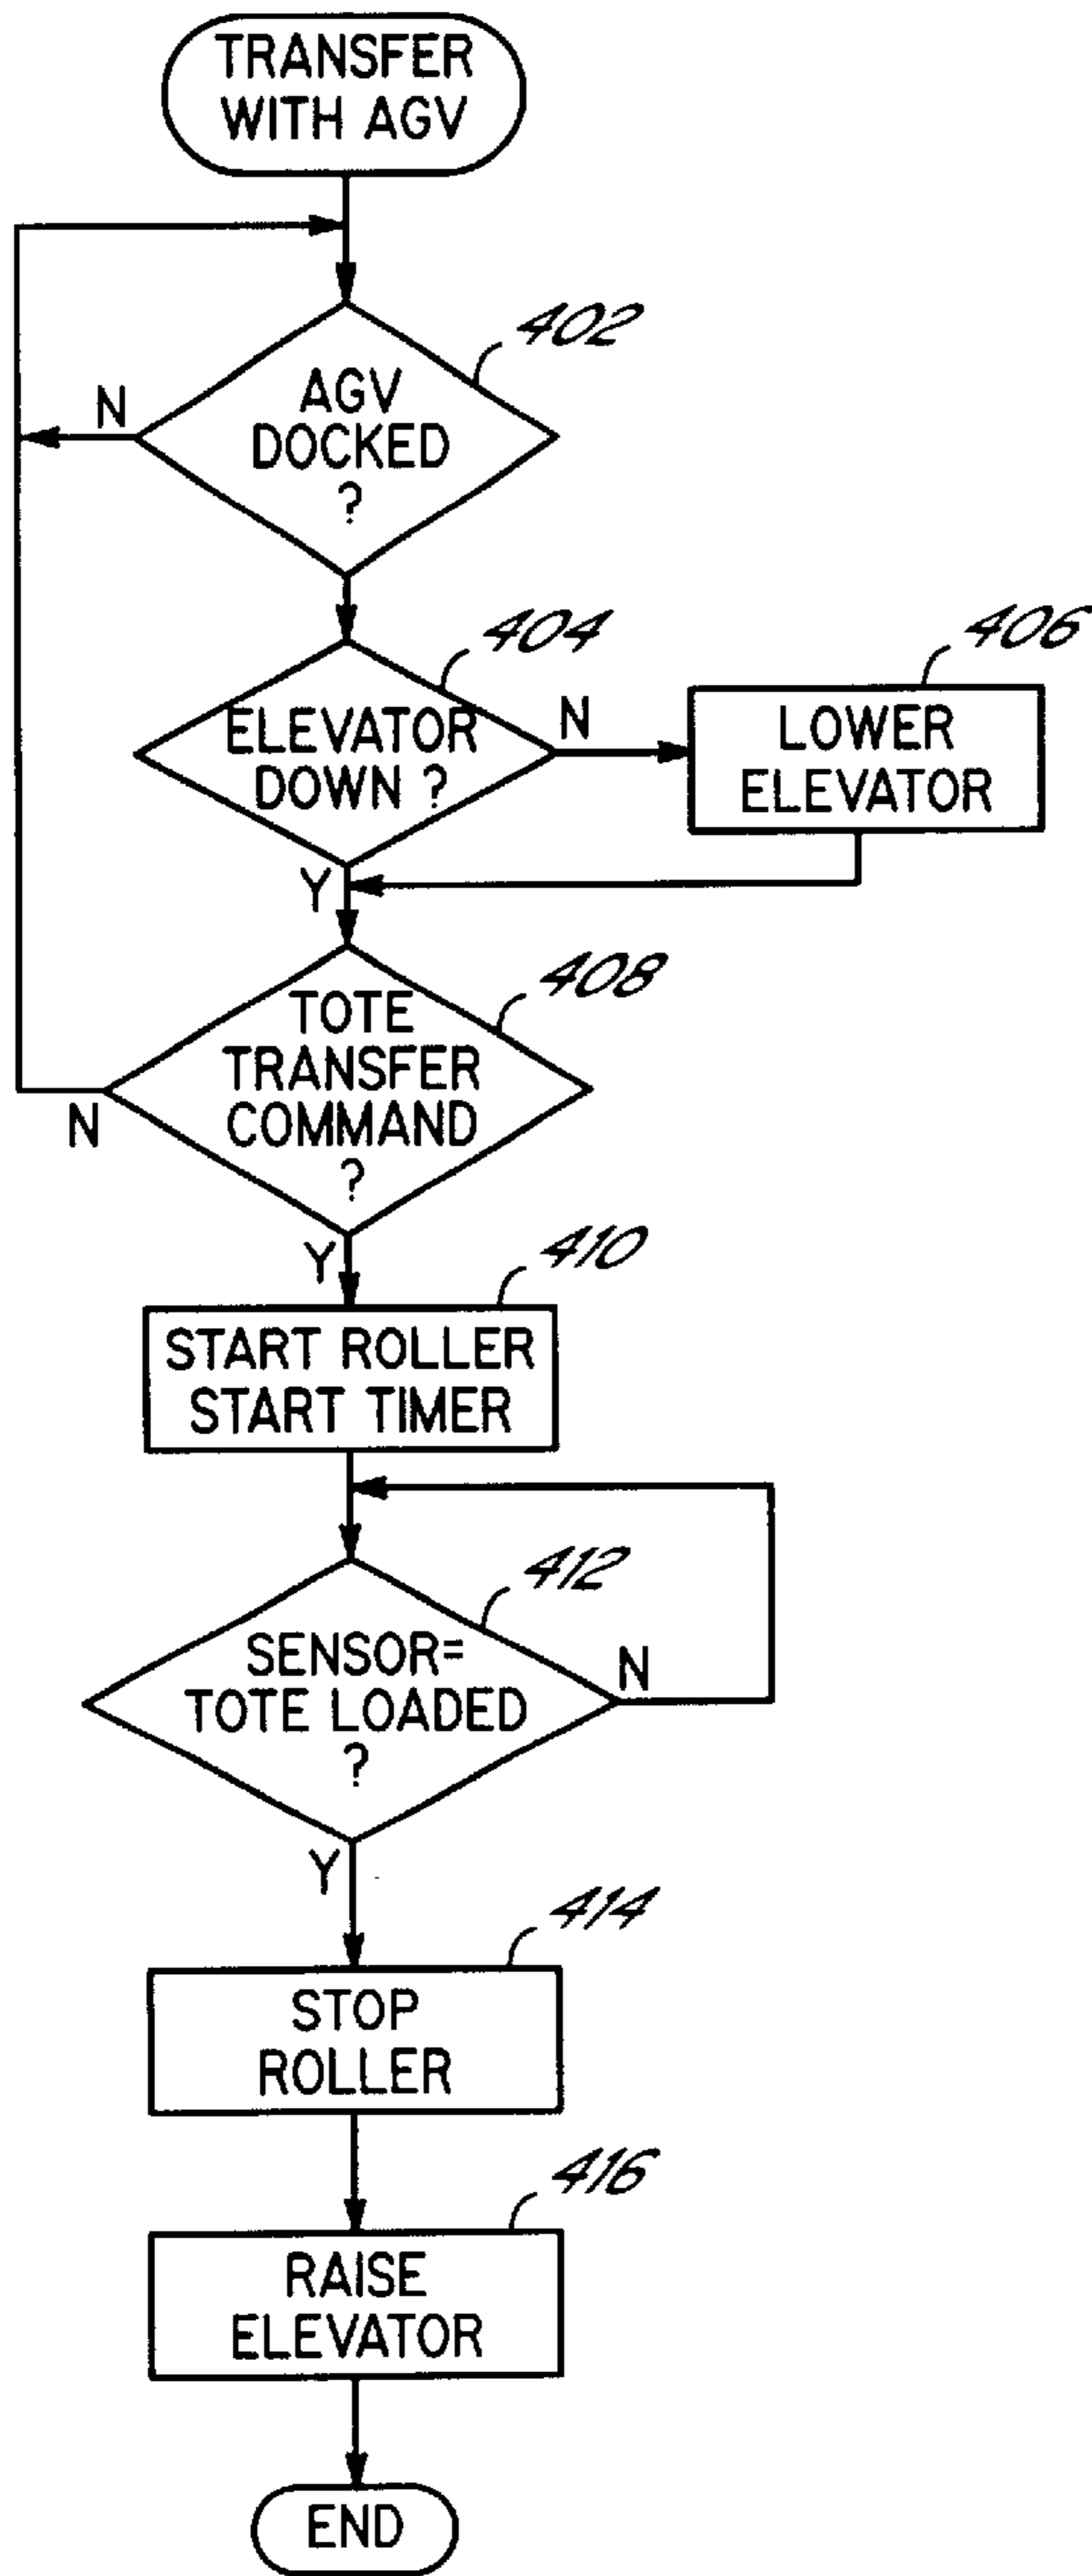 TRANSFER
WITH AGV
402
N
AGV
DOCKED
?
404
406
ELEVATOR
DOWN ?
N
LOWER
ELEVATOR
Y
408
TOTE
TRANSFER
COMMAND
?
N
Y
410
START ROLLER
START TIMER
412
SENSOR=
TOTE LOADED
?
N
Y
414
STOP
ROLLER
416
RAISE
ELEVATOR
END